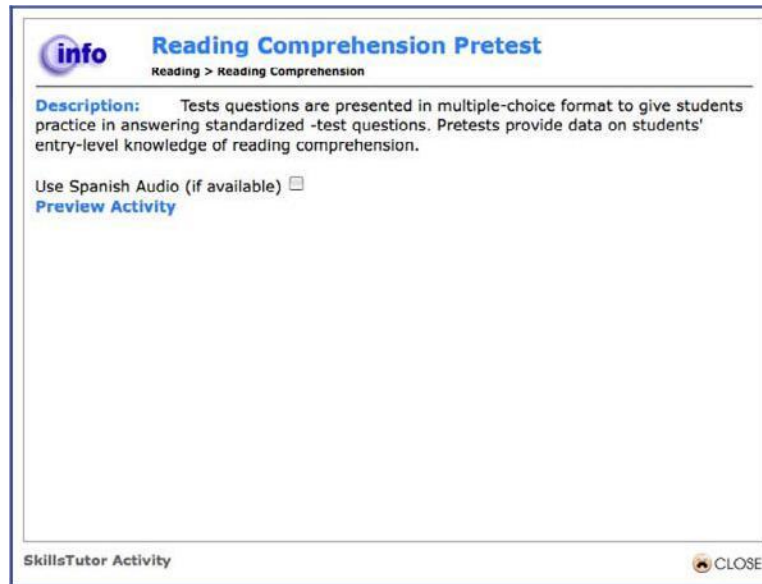 info
Reading Comprehension Pretest
Reading > Reading Comprehension
Description: Tests questions are presented in multiple-choice format to give students
practice in answering standardized -test questions. Pretests provide data on students'
entry-level knowledge of reading comprehension.
Use Spanish Audio (if available)
Preview Activity
SkillsTutor Activity
CLOSE